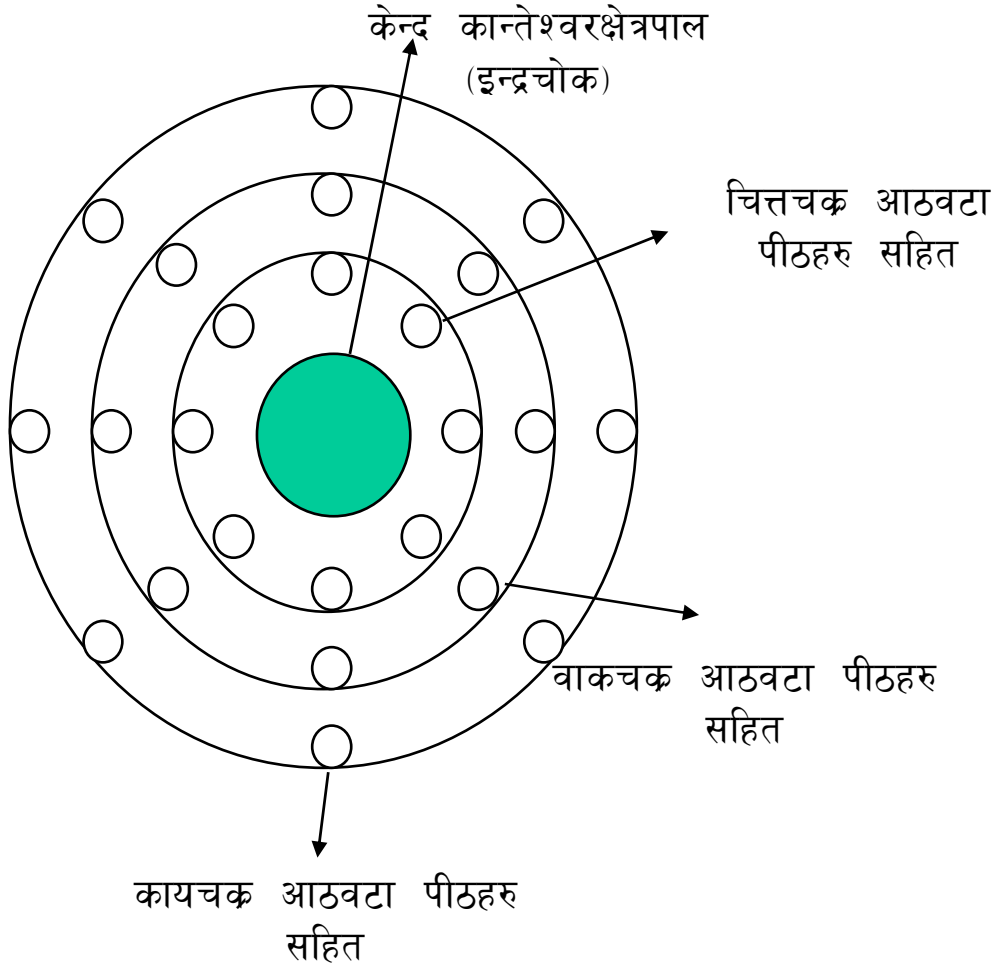 केन्द कान्तेश्वरक्षेत्रपाल
(इन्द्रचोक)
चित्तचक्र आठवटा
पीठहरु सहित
वाकचक्र आठवटा पीठहरु
सहित
कायचक्र आठवटा पीठहरु
सहित